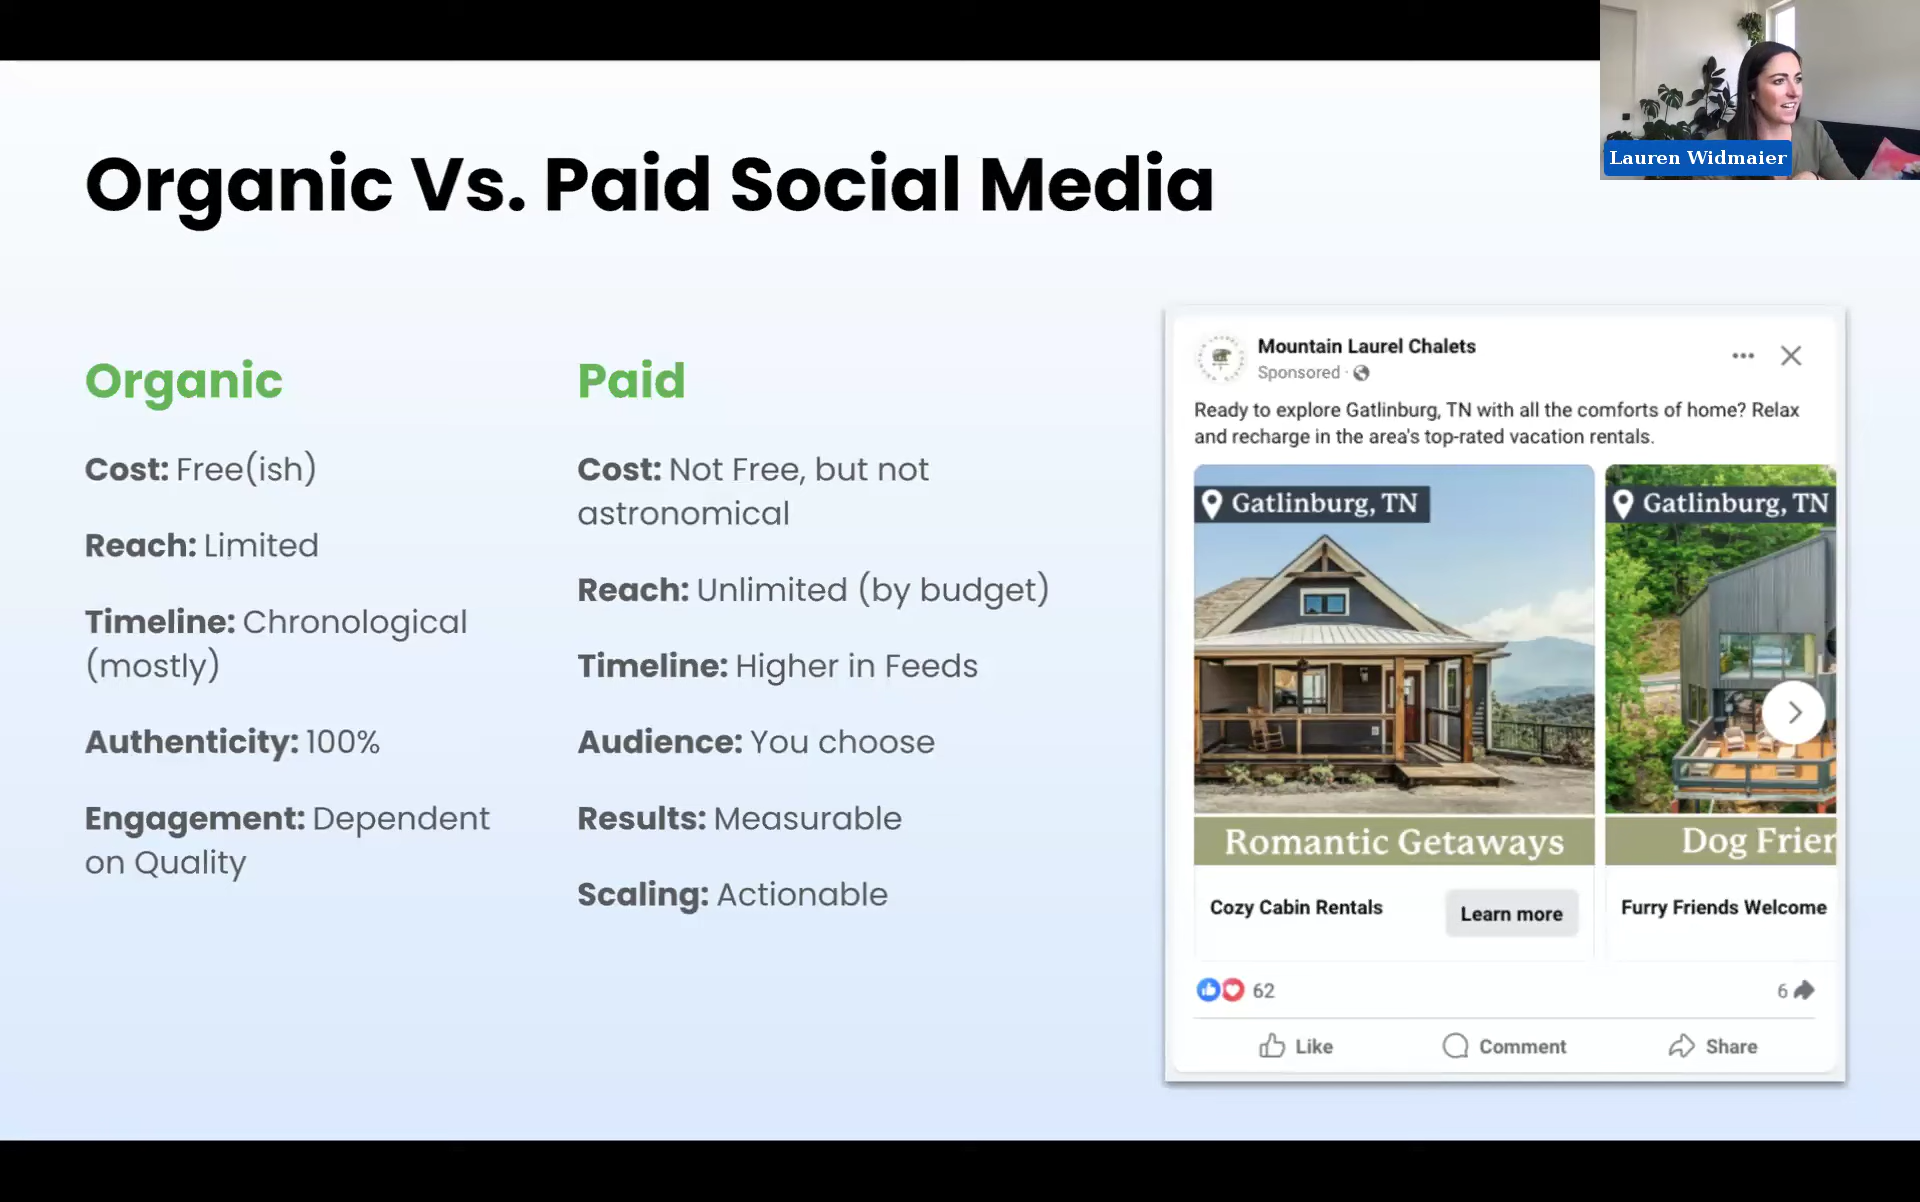 Lauren Widmaier
Organic Vs. Paid Social Media
Organic
Cost: Free(ish)
Reach: Limited
Timeline: Chronological
(mostly)
Authenticity: 100%
Engagement: Dependent
on Quality
Paid
Cost: Not Free, but not
astronomical
Reach: Unlimited (by budget)
Timeline: Higher in Feeds
Audience: You choose
Results: Measurable
Scaling: Actionable
Mountain Laurel Chalets
Sponsored ·
Ready to explore Gatlinburg, TN with all the comforts of home? Relax
and recharge in the area's top-rated vacation rentals.
Gatlinburg, TN
Romantic Getaways
Cozy Cabin Rentals
Learn more
Gatlinburg, TN
Dog Frien
Furry Friends Welcome
62
6
Like
Comment
Share